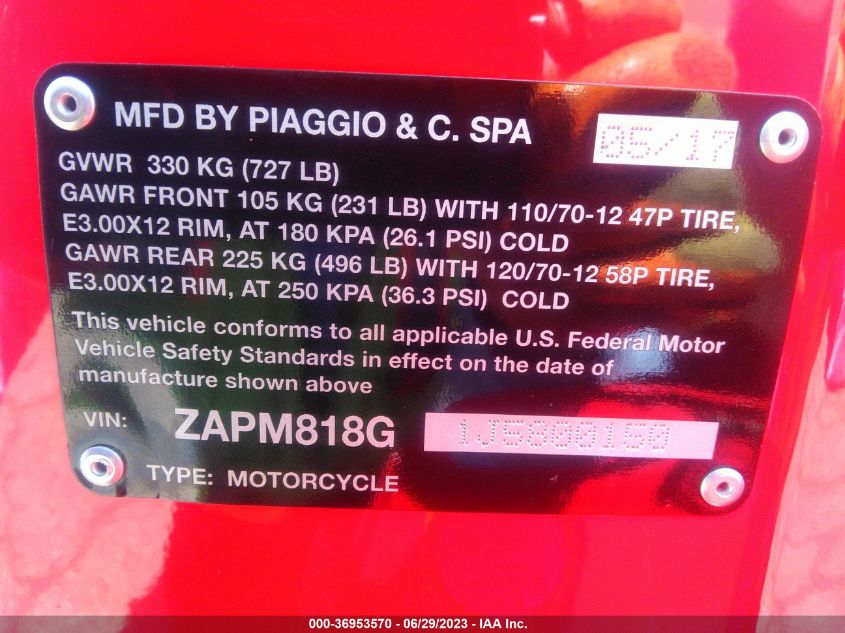 MFD BY PIAGGIO & C. SPA 05/17
GVWR 330 KG (727 LB)
GAWR FRONT 105 KG (231 LB) WITH 110/70-12 47P TIRE,
E3.00X12 RIM, AT 180 KPA (26.1 PSI) COLD
GAWR REAR 225 KG (496 LB) WITH 120/70-12 58P TIRE,
E3.00X12 RIM, AT 250 KPA (36.3 PSI) COLD
This vehicle conforms to all applicable U.S. Federal Motor
Vehicle Safety Standards in effect on the date of
manufacture shown above
VIN: ZAPM818G 1J5800150
TYPE: MOTORCYCLE
000-36953570 - 06/29/2023 - IAA Inc.